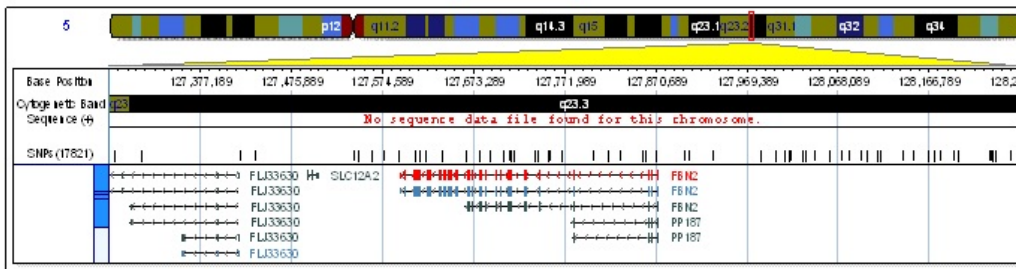 5 p12 q11.2 q14.3 q15 q23.1 q23.2 q31.1 q32 q34
Base Position 127,377,189 127,475,889 127,574,589 127,673,289 127,771,989 127,870,689 127,969,389 128,068,089 128,166,789 128,2
Cytogenetic Band q23 q23.3
Sequence (+) No sequence data file found for this chromosome.
SNPs (17821)
FLJ33630 SLC12A2 FBN2
FLJ33630 FBN2
FLJ33630 FBN2
FLJ33630 PP187
FLJ33630 PP187
FLJ33630